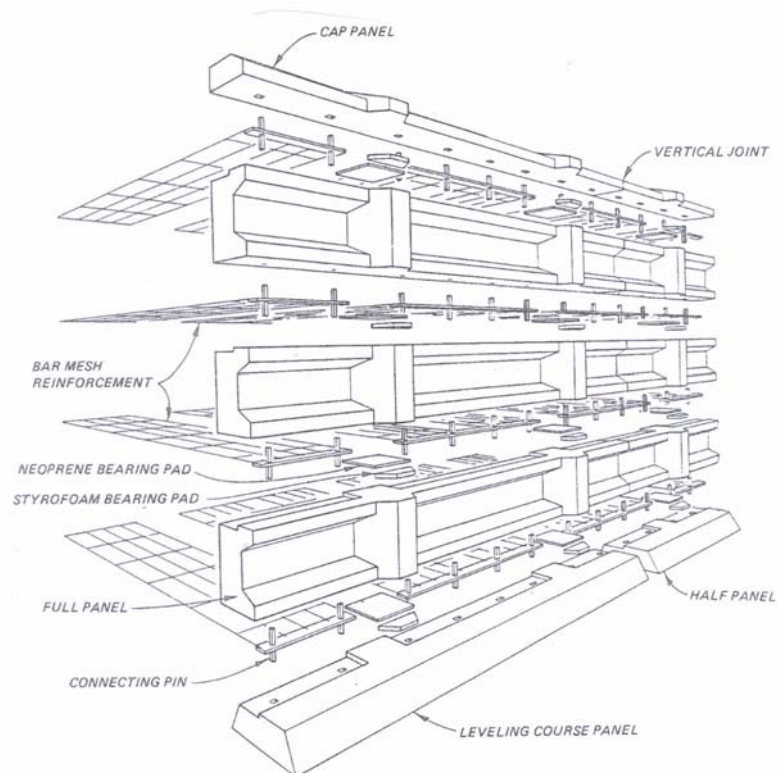 CAP PANEL
VERTICAL JOINT
BAR MESH
REINFORCEMENT
NEOPRENE BEARING PAD
STYROFOAM BEARING PAD
FULL PANEL
HALF PANEL
CONNECTING PIN
LEVELING COURSE PANEL